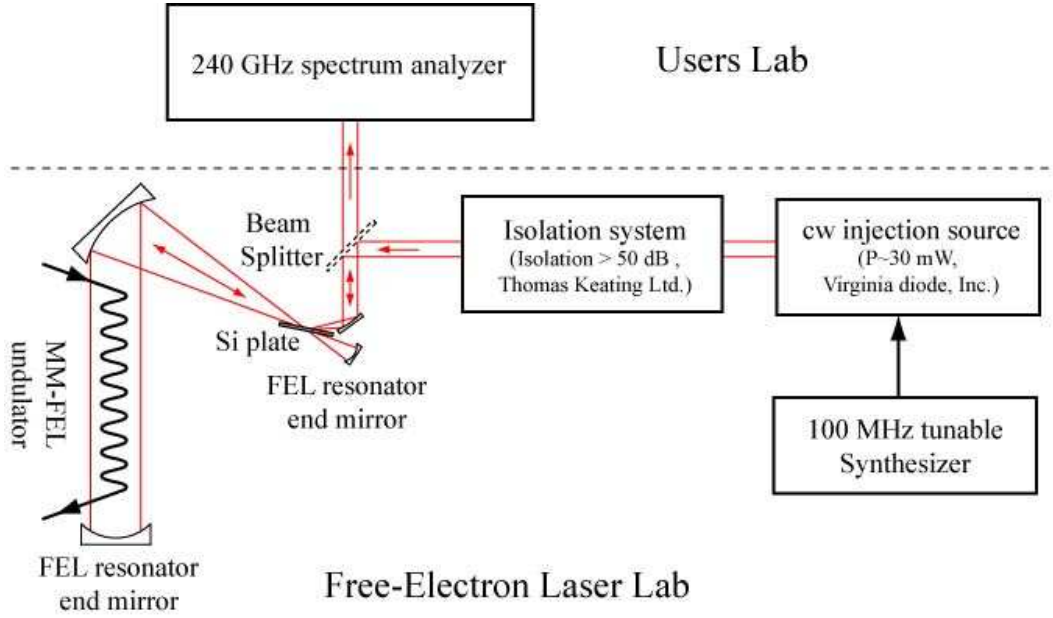 240 GHz spectrum analyzer
Users Lab
Beam
Splitter
Isolation system
(Isolation > 50 dB ,
Thomas Keating Ltd.)
cw injection source
(P~30 mW,
Virginia diode, Inc.)
Si plate
MM-FEL
undulator
FEL resonator
end mirror
100 MHz tunable
Synthesizer
FEL resonator
end mirror
Free-Electron Laser Lab